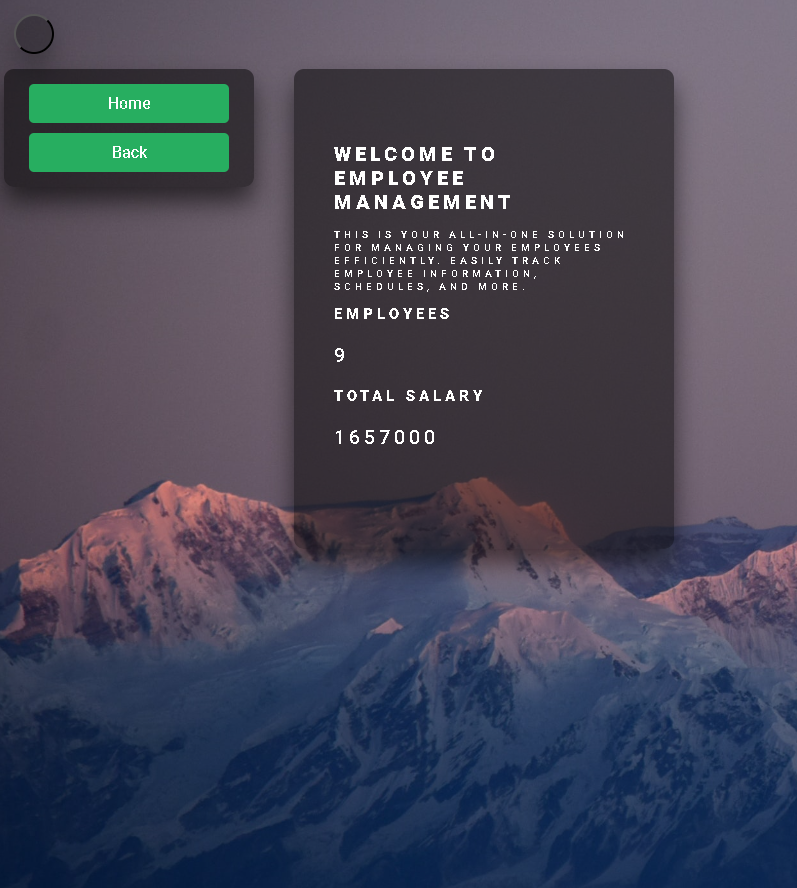 Home
Back
WELCOME TO
EMPLOYEE
MANAGEMENT
THIS IS YOUR ALL-IN-ONE SOLUTION
FOR MANAGING YOUR EMPLOYEES
EFFICIENTLY. EASILY TRACK
EMPLOYEE INFORMATION,
SCHEDULES, AND MORE.
EMPLOYEES
9
TOTAL SALARY
1657000